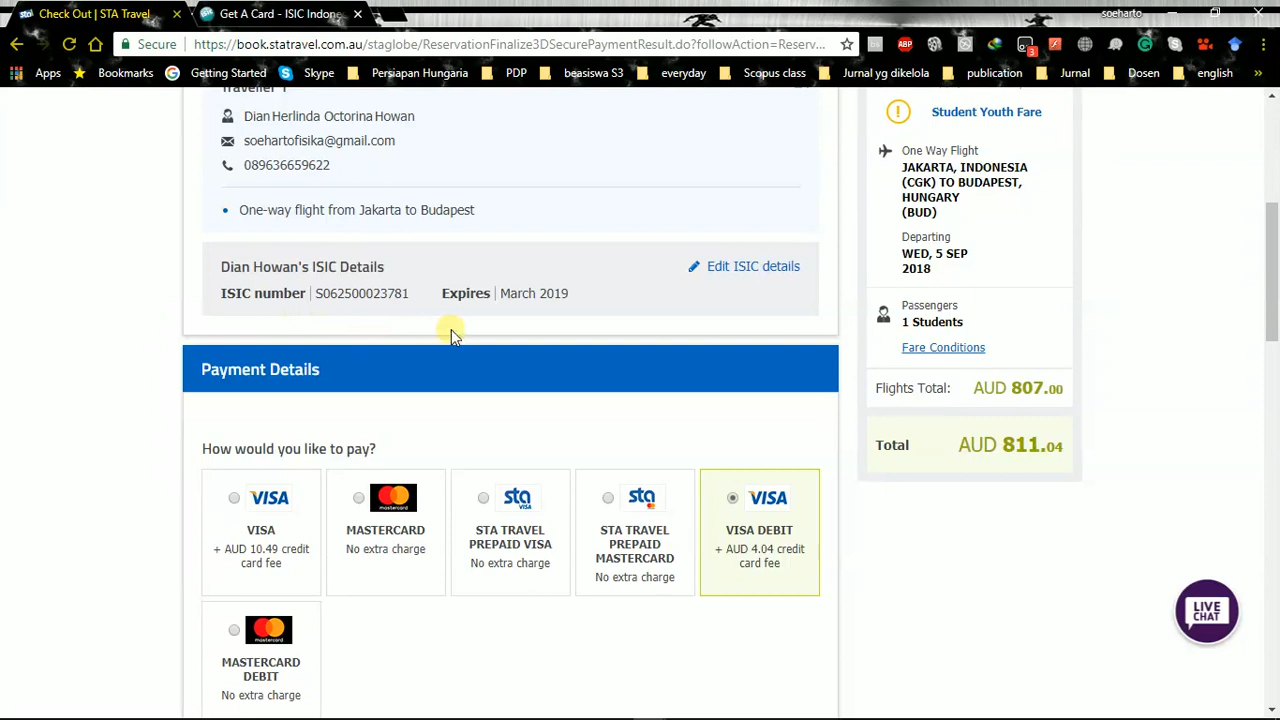 Check Out | STA Travel
Get A Card - ISIC Indone
soeharto
Secure
https://book.statravel.com.au/staglobe/ReservationFinalize3DSecurePaymentResult.do?followAction=Reserv...
ABP
3
Apps
Bookmarks
Getting Started
Skype
Persiapan Hungaria
PDP
beasiswa S3
everyday
Scopus class
Jurnal yg dikelola
publication
Jurnal
Dosen
english
»
Traveller 1
Dian Herlinda Octorina Howan
soehartofisika@gmail.com
089636659622
One-way flight from Jakarta to Budapest
Dian Howan's ISIC Details
Edit ISIC details
ISIC number
S062500023781
Expires
March 2019
Payment Details
How would you like to pay?
VISA
VISA
+ AUD 10.49 credit
card fee
mastercard
MASTERCARD
No extra charge
sta
VISA
STA TRAVEL
PREPAID VISA
No extra charge
sta
STA TRAVEL
PREPAID
MASTERCARD
No extra charge
VISA
VISA DEBIT
+ AUD 4.04 credit
card fee
mastercard
MASTERCARD
DEBIT
No extra charge
Student Youth Fare
One Way Flight
JAKARTA, INDONESIA
(CGK) TO BUDAPEST,
HUNGARY
(BUD)
Departing
WED, 5 SEP
2018
Passengers
1 Students
Fare Conditions
Flights Total:
AUD 807.00
Total
AUD 811.04
LIVE
CHAT